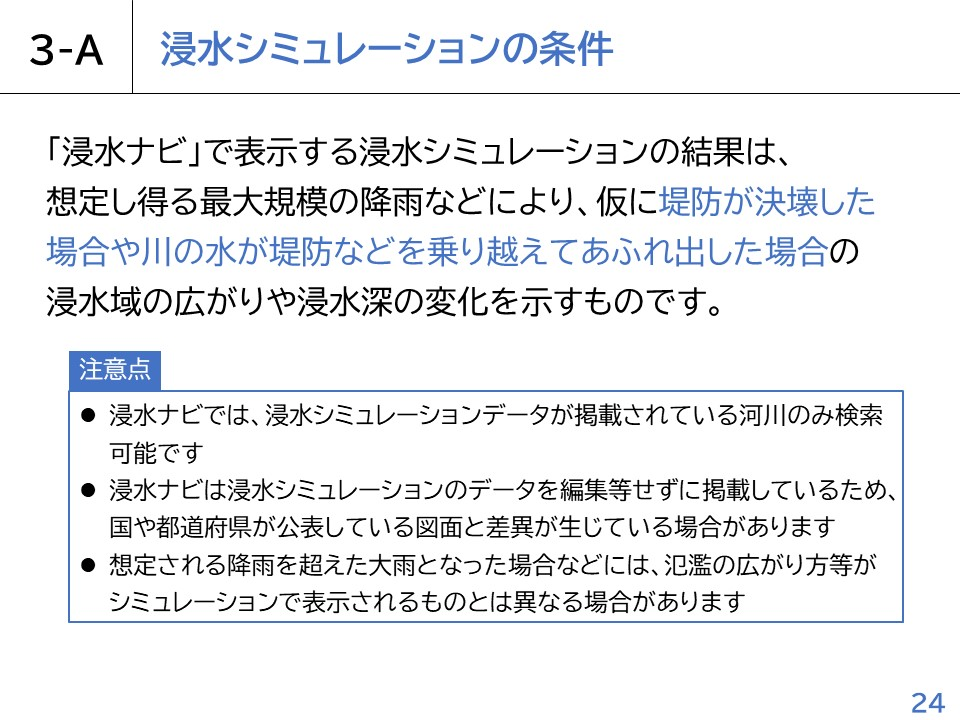 3-A
浸水シミュレーションの条件
「浸水ナビ」で表示する浸水シミュレーションの結果は、
想定し得る最大規模の降雨などにより、仮に堤防が決壊した
場合や川の水が堤防などを乗り越えてあふれ出した場合の
浸水域の広がりや浸水深の変化を示すものです。
注意点
● 浸水ナビでは、浸水シミュレーションデータが掲載されている河川のみ検索
可能です
● 浸水ナビは浸水シミュレーションのデータを編集等せずに掲載しているため、
国や都道府県が公表している図面と差異が生じている場合があります
● 想定される降雨を超えた大雨となった場合などには、氾濫の広がり方等が
シミュレーションで表示されるものとは異なる場合があります
24